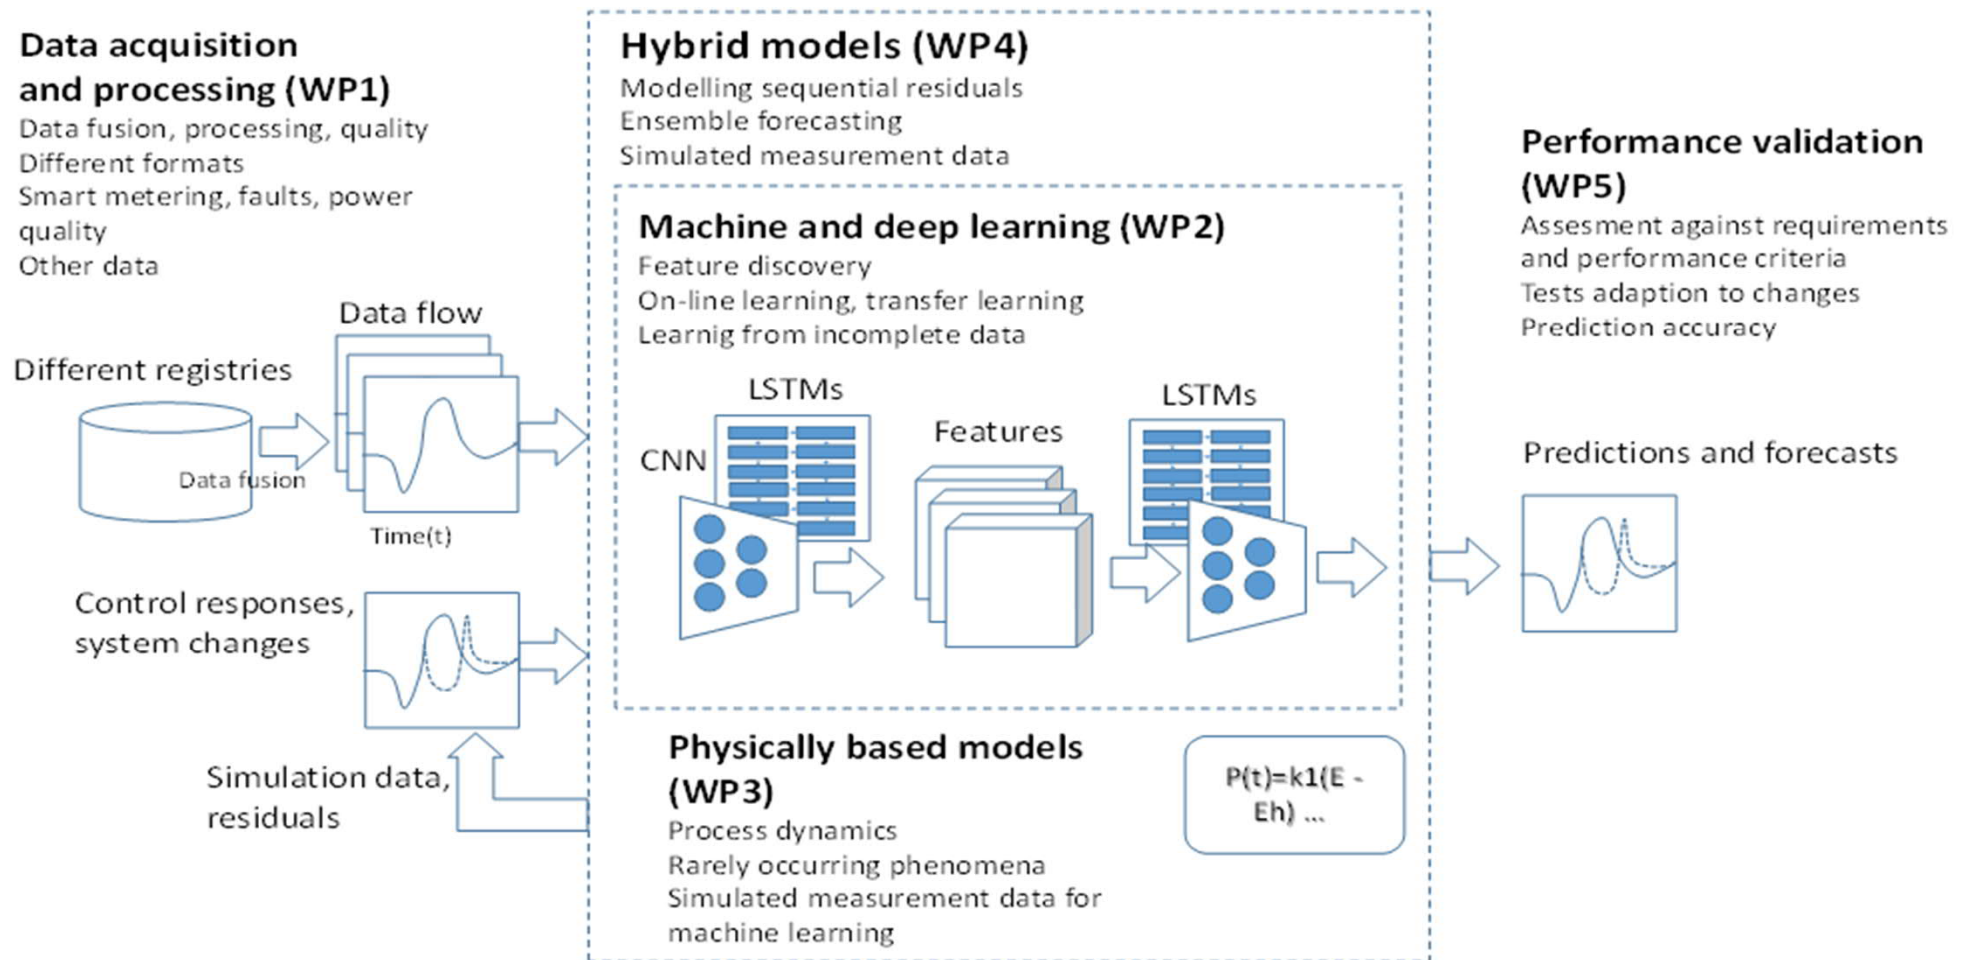 Data acquisition
and processing (WP1)
Data fusion, processing, quality
Different formats
Smart metering, faults, power
quality
Other data
Data flow
Different registries
Data fusion
Time(t)
Control responses,
system changes
Simulation data,
residuals
Hybrid models (WP4)
Modelling sequential residuals
Ensemble forecasting
Simulated measurement data
Machine and deep learning (WP2)
Feature discovery
On-line learning, transfer learning
Learnig from incomplete data
LSTMs
CNN
Features
LSTMs
Physically based models
(WP3)
Process dynamics
Rarely occurring phenomena
Simulated measurement data for
machine learning
P(t)=k1(E -
Eh) ...
Performance validation
(WP5)
Assesment against requirements
and performance criteria
Tests adaption to changes
Prediction accuracy
Predictions and forecasts